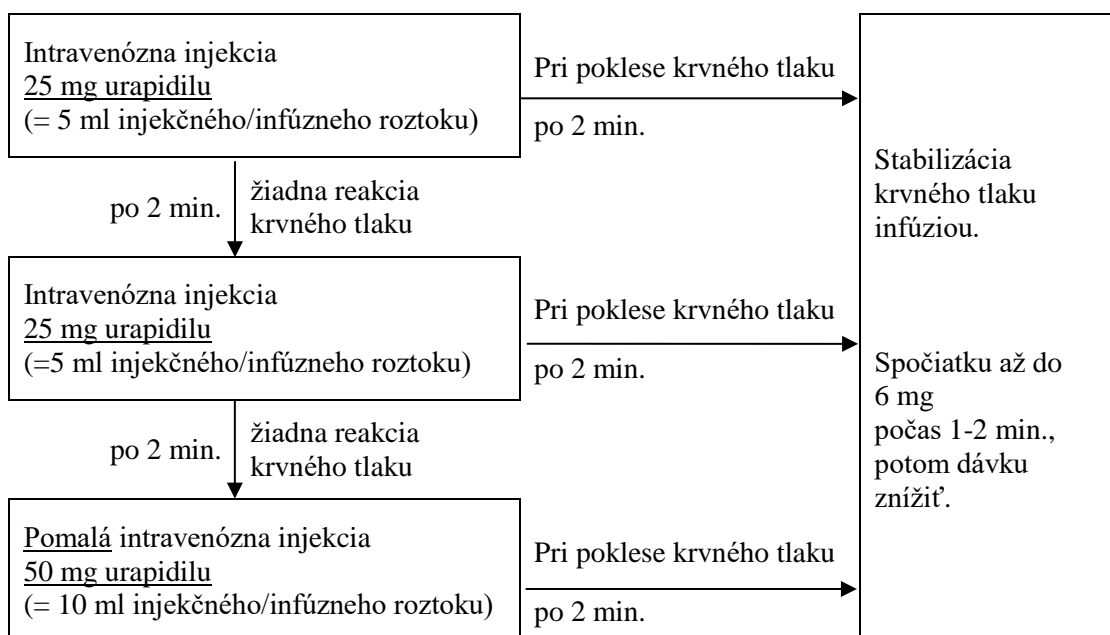 Intravenózna injekcia
25 mg urapidilu
(= 5 ml injekčného/infúzneho roztoku)
Pri poklese krvného tlaku
po 2 min.
po 2 min.
žiadna reakcia
krvného tlaku
Intravenózna injekcia
25 mg urapidilu
(=5 ml injekčného/infúzneho roztoku)
Pri poklese krvného tlaku
po 2 min.
po 2 min.
žiadna reakcia
krvného tlaku
Pomalá intravenózna injekcia
50 mg urapidilu
(= 10 ml injekčného/infúzneho roztoku)
Pri poklese krvného tlaku
po 2 min.
Stabilizácia
krvného tlaku
infúziou.
Spočiatku až do
6 mg
počas 1-2 min.,
potom dávku
znížiť.